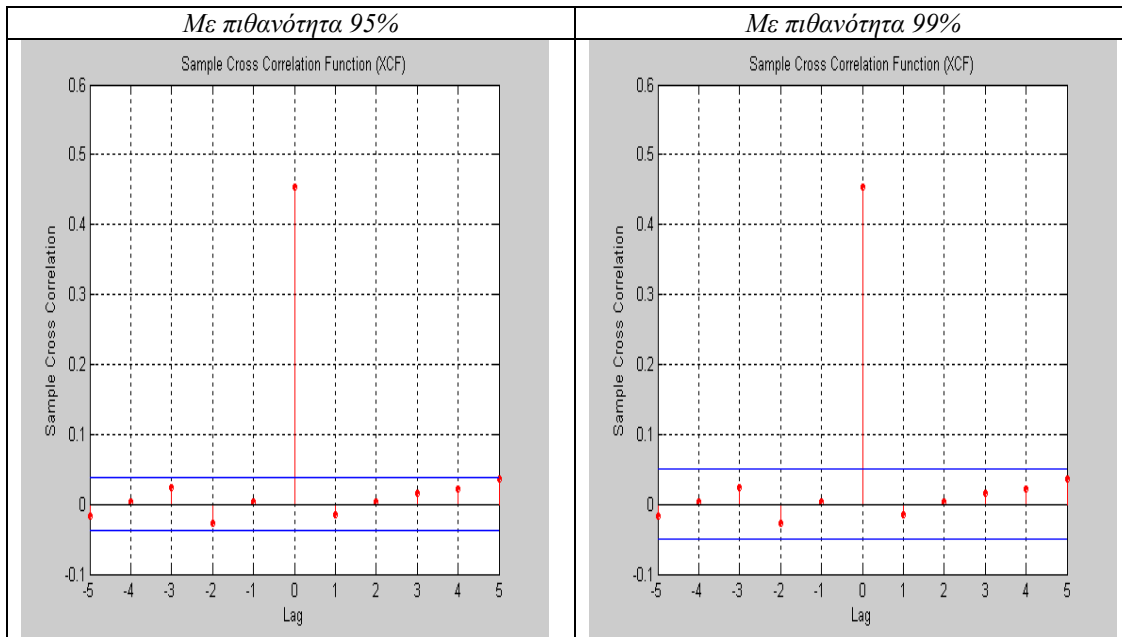 Με πιθανότητα 95%
Με πιθανότητα 99%
Sample Cross Correlation Function (XCF)
Sample Cross Correlation
0.6
0.5
0.4
0.3
0.2
0.1
0
-0.1
-5 -4 -3 -2 -1 0 1 2 3 4 5
Lag
Sample Cross Correlation Function (XCF)
Sample Cross Correlation
0.6
0.5
0.4
0.3
0.2
0.1
0
-0.1
-5 -4 -3 -2 -1 0 1 2 3 4 5
Lag